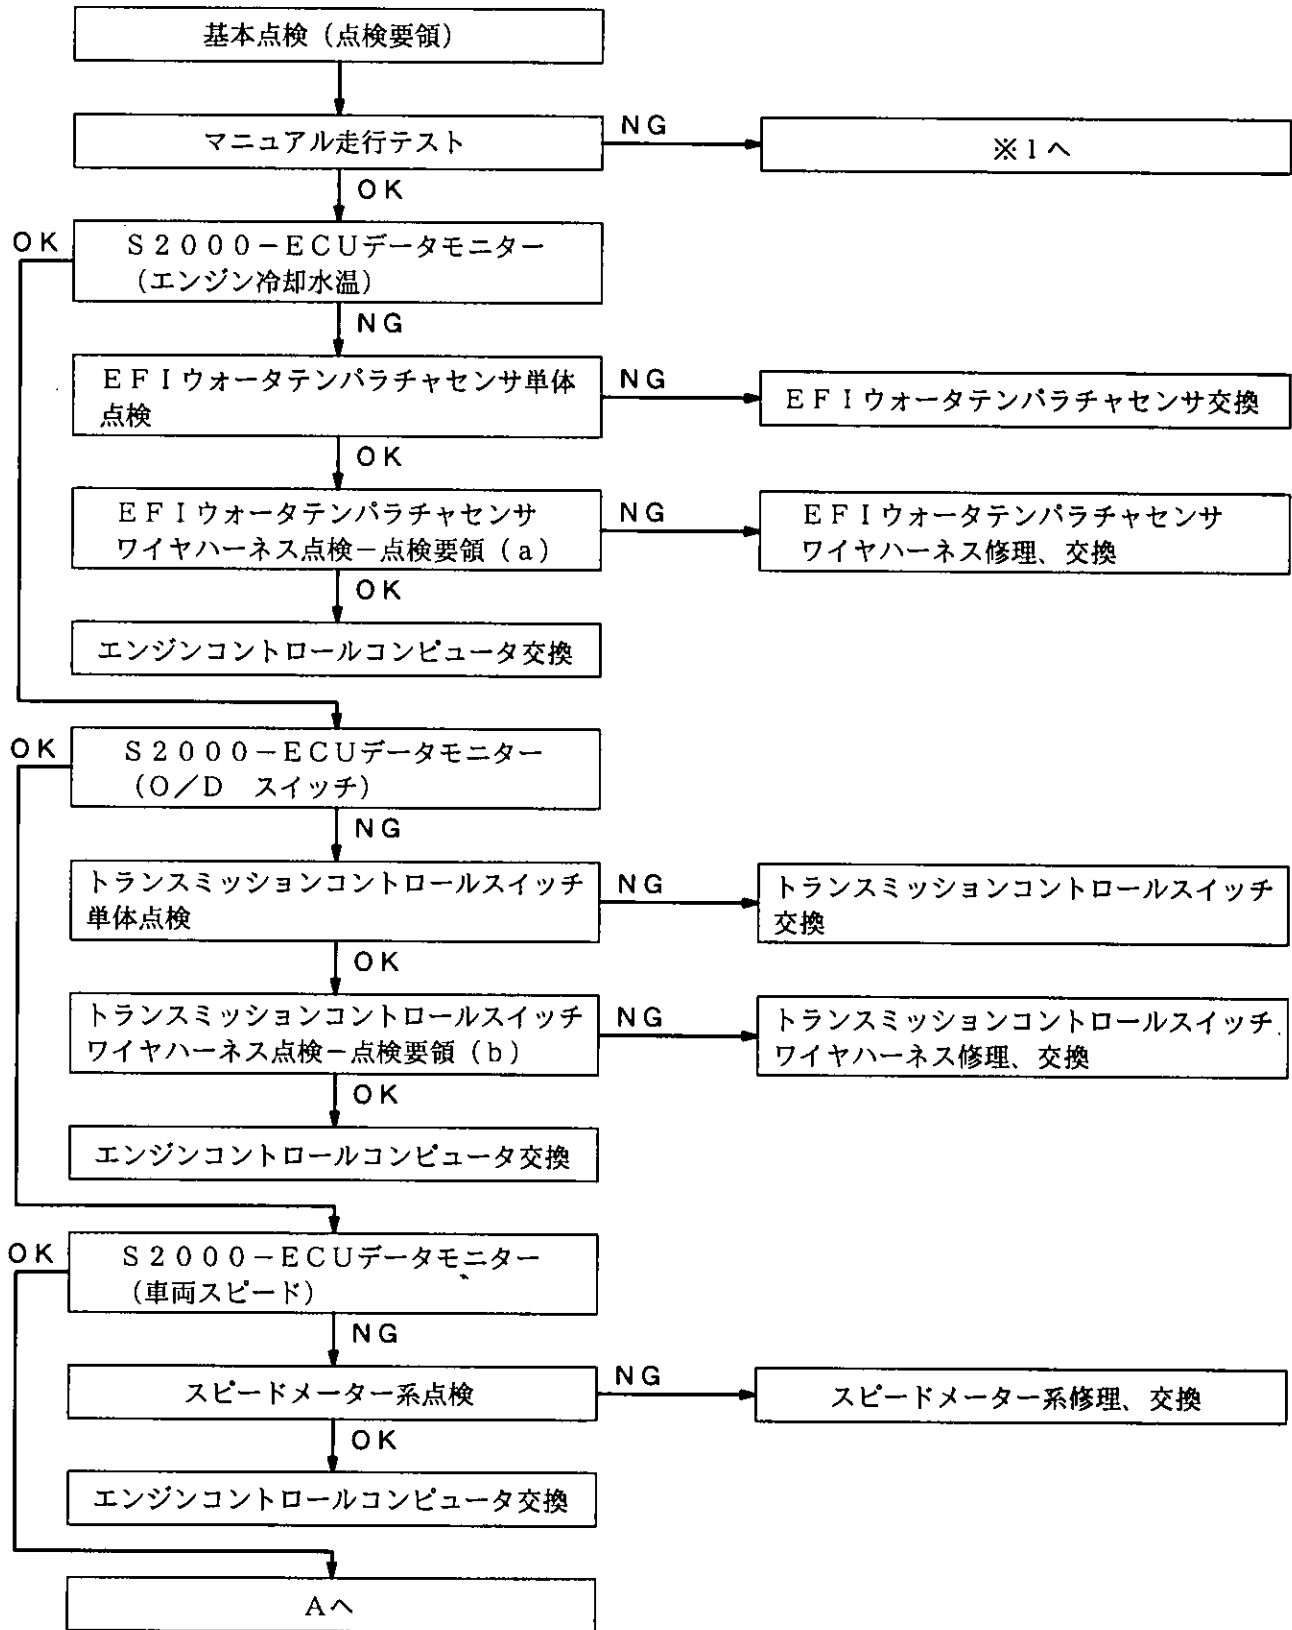 基本点検（点検要領）
マニュアル走行テスト
NG
※1へ
OK
OK
S2000－ECUデータモニター
（エンジン冷却水温）
NG
EFIウォータテンパラチャセンサ単体
点検
NG
EFIウォータテンパラチャセンサ交換
OK
EFIウォータテンパラチャセンサ
ワイヤハーネス点検－点検要領（a）
NG
EFIウォータテンパラチャセンサ
ワイヤハーネス修理、交換
OK
エンジンコントロールコンピュータ交換
OK
S2000－ECUデータモニター
（O／D　スイッチ）
NG
トランスミッションコントロールスイッチ
単体点検
NG
トランスミッションコントロールスイッチ
交換
OK
トランスミッションコントロールスイッチ
ワイヤハーネス点検－点検要領（b）
NG
トランスミッションコントロールスイッチ
ワイヤハーネス修理、交換
OK
エンジンコントロールコンピュータ交換
OK
S2000－ECUデータモニター
（車両スピード）
NG
スピードメーター系点検
NG
スピードメーター系修理、交換
OK
エンジンコントロールコンピュータ交換
Aへ